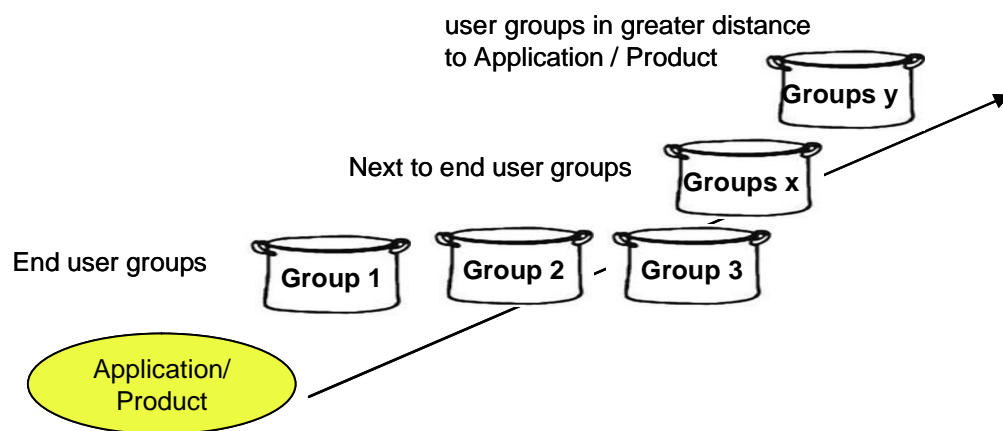 user groups in greater distance
to Application / Product
Groups y
Next to end user groups
Groups x
End user groups
Group 1
Group 2
Group 3
Application/
Product